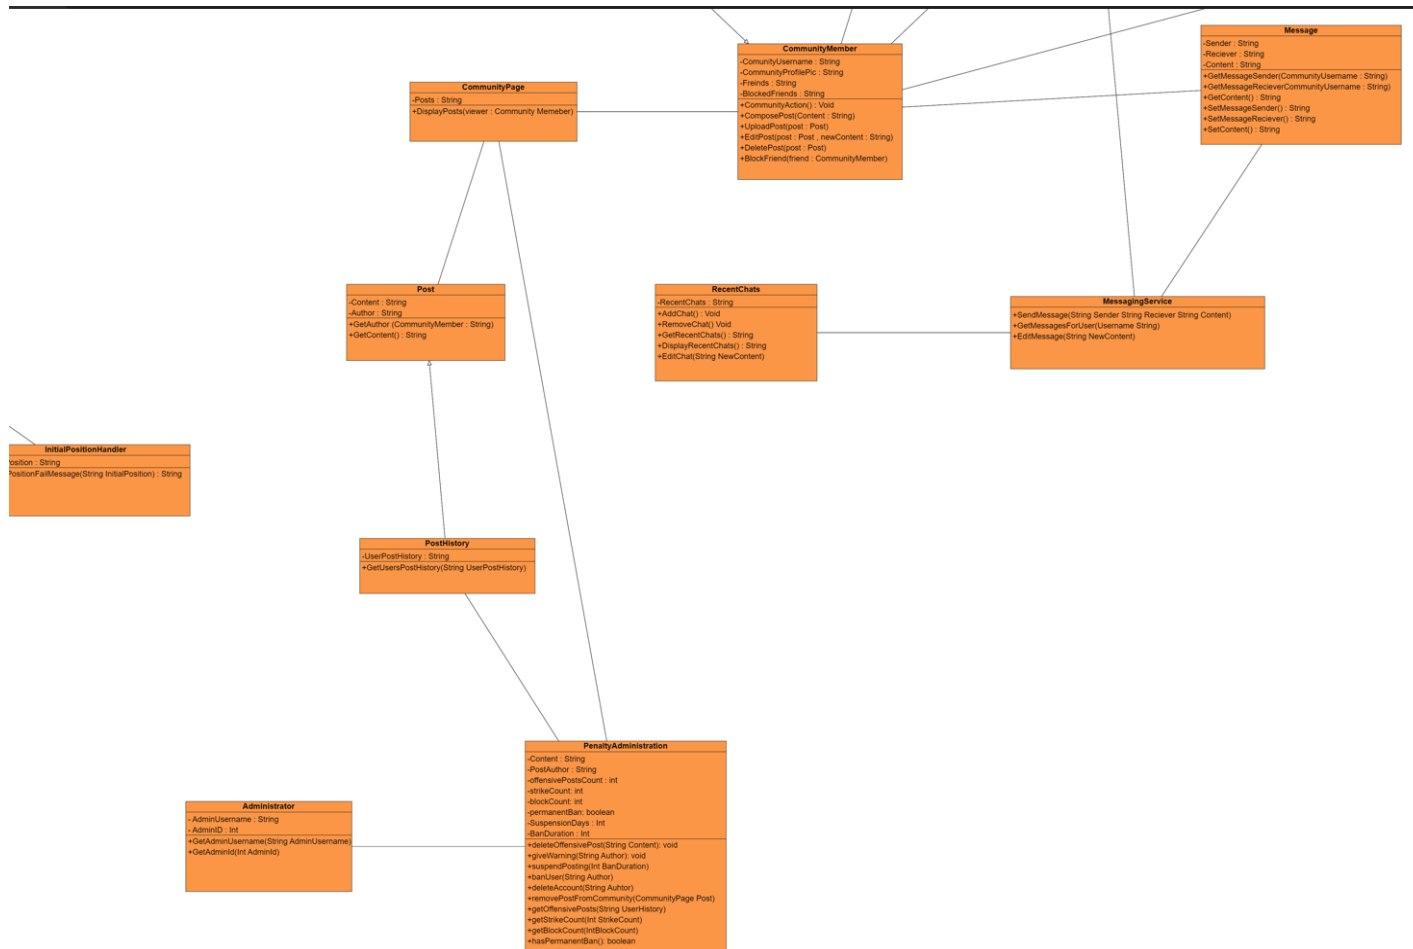 CommunityMember
-ComunityUsername : String
-CommunityProfilePic : String
-Freinds : String
-BlockedFriends : String
+CommunityAction() : Void
+ComposePost(Content : String)
+UploadPost(post : Post)
+EditPost(post : Post , newContent : String)
+DeletePost(post : Post)
+BlockFriend(friend : CommunityMember)
Message
-Sender : String
-Reciever : String
-Content : String
+GetMessageSender(CommunityUsername : String)
+GetMessageRecieverCommunityUsername : String)
+GetContent() : String
+SetMessageSender() : String
+SetMessageReciever() : String
+SetContent() : String
CommunityPage
-Posts : String
+DisplayPosts(viewer : Community Memeber)
Post
-Content : String
-Author : String
+GetAuthor (CommunityMember : String)
+GetContent() : String
RecentChats
-RecentChats : String
+AddChat() : Void
+RemoveChat() Void
+GetRecentChats() : String
+DisplayRecentChats() : String
+EditChat(String NewContent)
MessagingService
+SendMessage(String Sender String Reciever String Content)
+GetMessagesForUser(Username String)
+EditMessage(String NewContent)
InitialPositionHandler
osition : String
PositionFailMessage(String InitialPosition) : String
PostHistory
-UserPostHistory : String
+GetUsersPostHistory(String UserPostHistory)
PenaltyAdministration
-Content : String
-PostAuthor : String
-offensivePostsCount : int
-strikeCount: int
-blockCount: int
-permanentBan: boolean
-SuspensionDays : Int
-BanDuration : Int
+deleteOffensivePost(String Content): void
+giveWarning(String Author): void
+suspendPosting(Int BanDuration)
+banUser(String Author)
+deleteAccount(String Auhtor)
+removePostFromCommunity(CommunityPage Post)
+getOffensivePosts(String UserHistory)
+getStrikeCount(Int StrikeCount)
+getBlockCount(IntBlockCount)
+hasPermanentBan(): boolean
Administrator
- AdminUsername : String
- AdminID : Int
+GetAdminUsername(String AdminUsername)
+GetAdminId(Int AdminId)